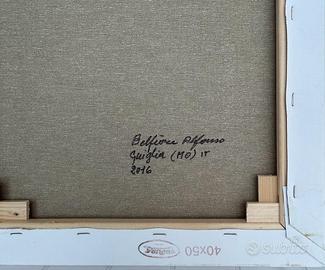 Belfiore Alfonso
Guiglia (MO) IT
2016
40x50
subito